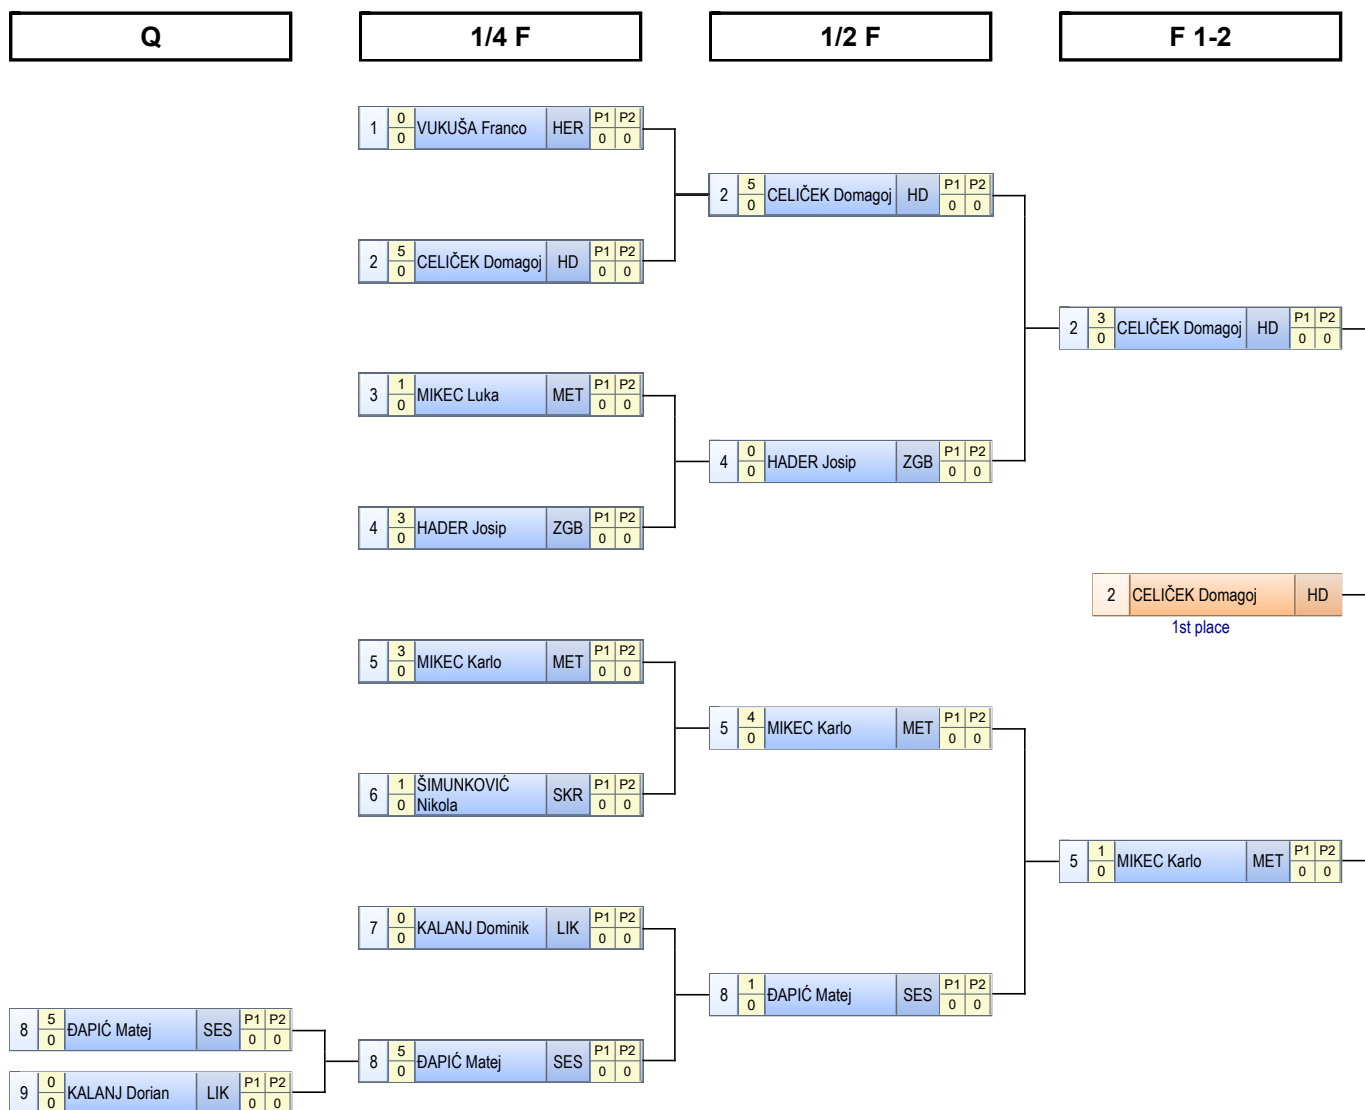 Q 1/4 F 1/2 F F 1-2
1 0 0 VUKUŠA Franco HER P1 P2 0 0
2 5 0 CELIČEK Domagoj HD P1 P2 0 0
2 5 0 CELIČEK Domagoj HD P1 P2 0 0
2 3 0 CELIČEK Domagoj HD P1 P2 0 0
3 1 0 MIKEC Luka MET P1 P2 0 0
4 0 0 HADER Josip ZGB P1 P2 0 0
4 3 0 HADER Josip ZGB P1 P2 0 0
2 CELIČEK Domagoj HD
1st place
5 3 0 MIKEC Karlo MET P1 P2 0 0
5 4 0 MIKEC Karlo MET P1 P2 0 0
6 1 0 ŠIMUNKOVIĆ
Nikola SKR P1 P2 0 0
5 1 0 MIKEC Karlo MET P1 P2 0 0
7 0 0 KALANJ Dominik LIK P1 P2 0 0
8 1 0 ĐAPIĆ Matej SES P1 P2 0 0
8 5 0 ĐAPIĆ Matej SES P1 P2 0 0
8 5 0 ĐAPIĆ Matej SES P1 P2 0 0
9 0 0 KALANJ Dorian LIK P1 P2 0 0